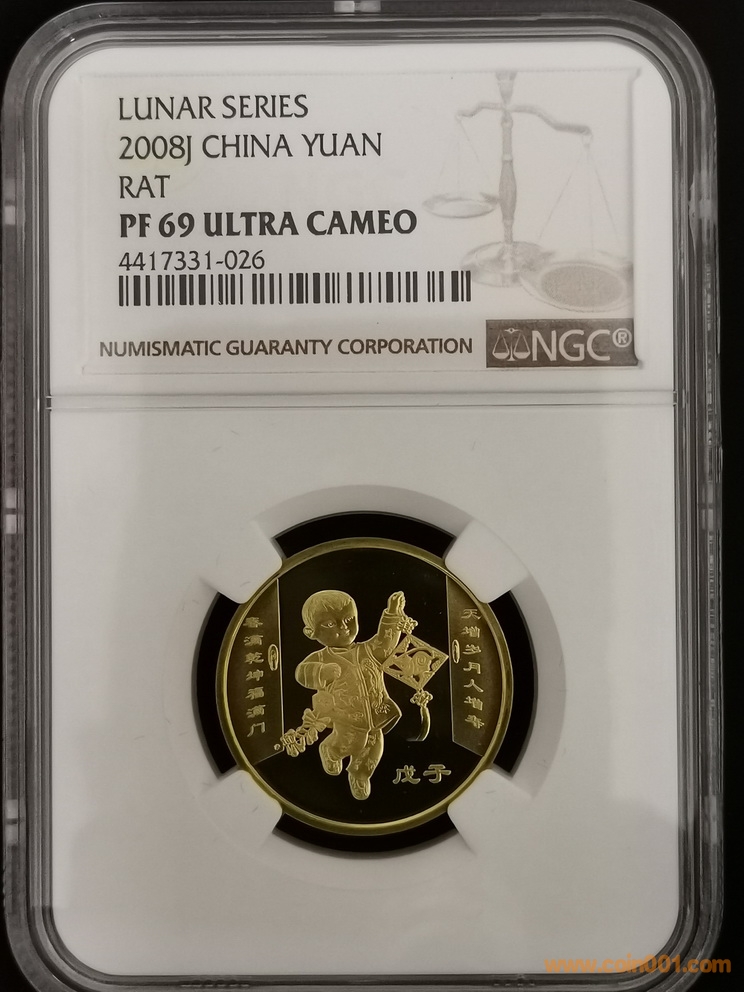 LUNAR SERIES
2008J CHINA YUAN
RAT
PF 69 ULTRA CAMEO
4417331-026
NUMISMATIC GUARANTY CORPORATION
NGC®
天增岁月人增寿
春满乾坤福满门
戊子
www.coin001.com